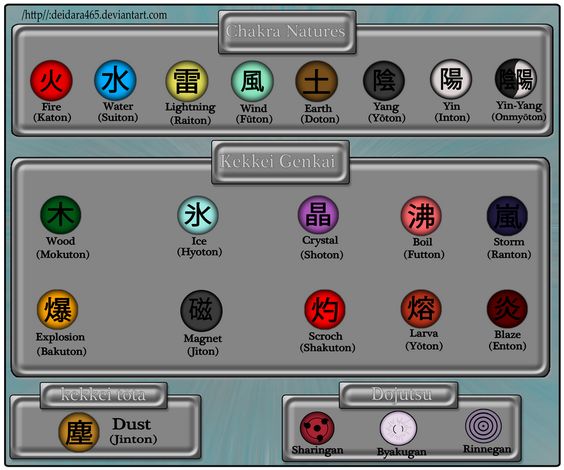 /http//:deidara465.deviantart.com
Chakra Natures
火 水 雷 風 土 陰 陽 陰陽
Fire Water Lightning Wind Earth Yang Yin Yin-Yang
(Katon) (Suiton) (Raiton) (Fūton) (Doton) (Yōton) (Inton) (Onmyōton)
Kekkei Genkai
木 氷 晶 沸 嵐
Wood Ice Crystal Boil Storm
(Mokuton) (Hyoton) (Shoton) (Futton) (Ranton)
爆 磁 灼 熔 炎
Explosion Magnet Scroch Larva Blaze
(Bakuton) (Jiton) (Shakuton) (Yōton) (Enton)
kekkei tota
塵 Dust
(Jinton)
Dojutsu
Sharingan Byakugan Rinnegan